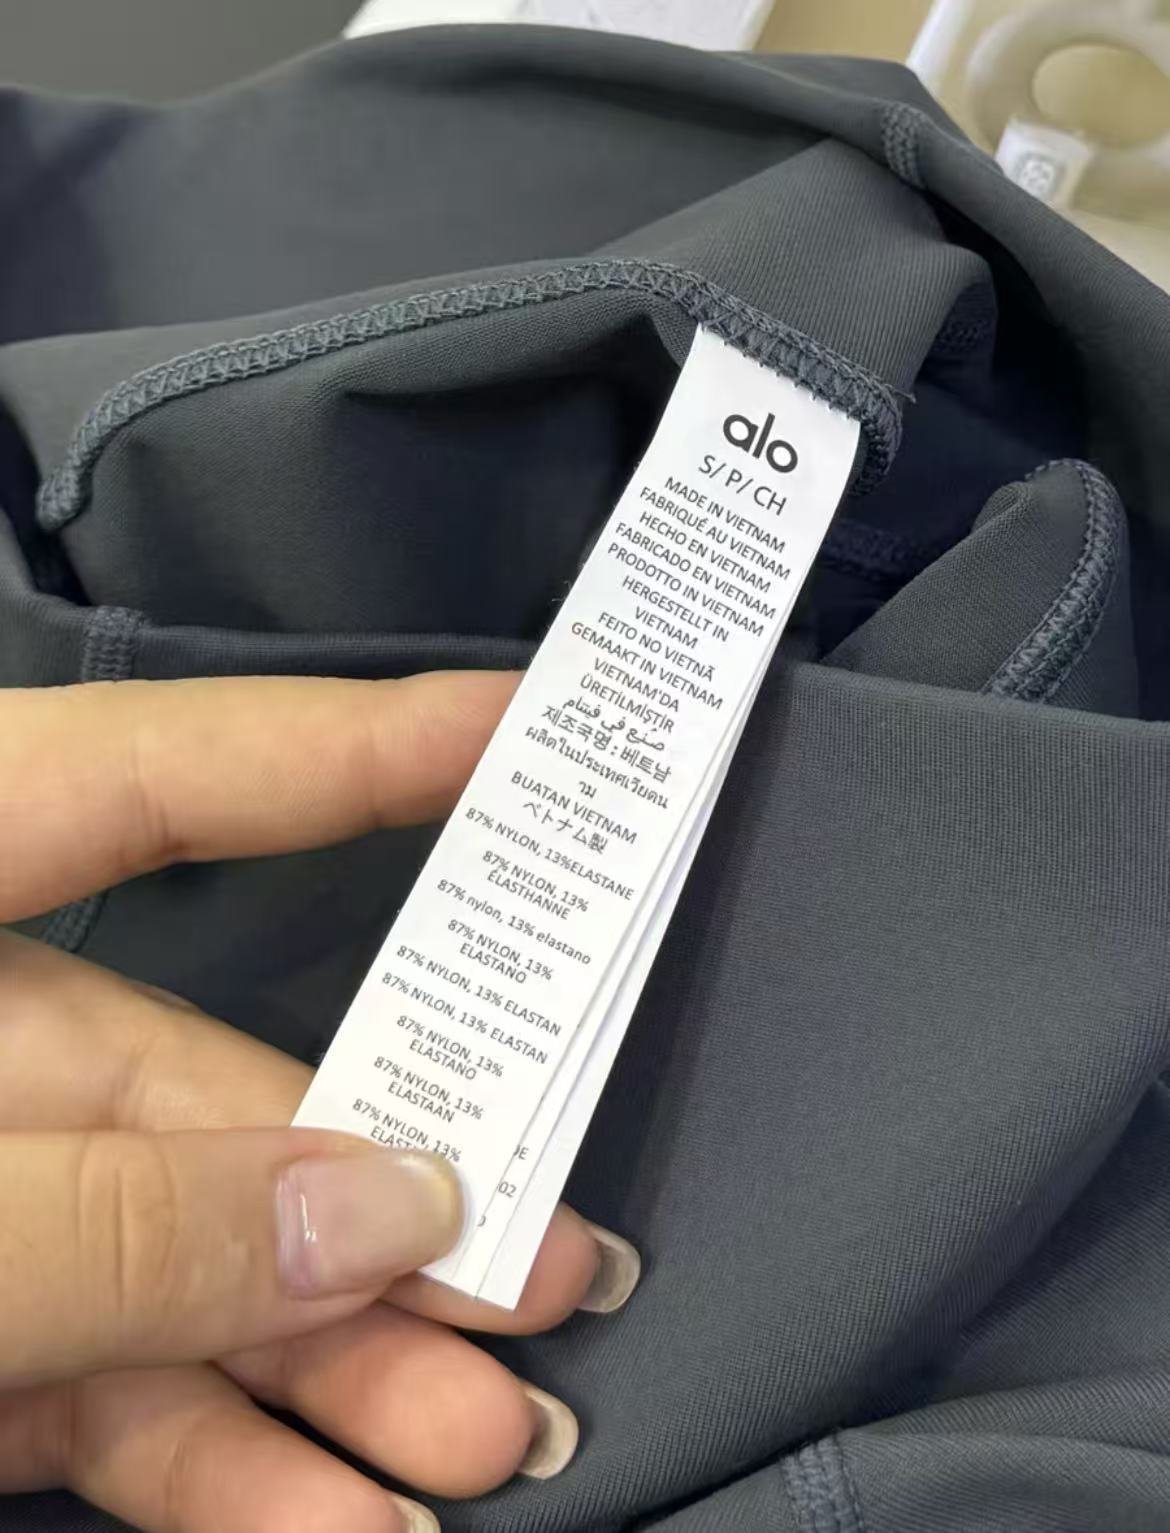 alo
S/ P/ CH
MADE IN VIETNAM
FABRIQUÉ AU VIETNAM
HECHO EN VIETNAM
FABRICADO EN VIETNAM
PRODOTTO IN VIETNAM
HERGESTELLT IN
VIETNAM
FEITO NO VIETNÃ
GEMAAKT IN VIETNAM
VIETNAM'DA
ÜRETİLMİŞTİR
صنع في فيتنام
제조국명 : 베트남
ผลิตในประเทศเวียดน
าม
BUATAN VIETNAM
ベトナム製
87% NYLON, 13%ELASTANE
87% NYLON, 13%
ÉLASTHANNE
87% nylon, 13% elastano
87% NYLON, 13%
ELASTANO
87% NYLON, 13% ELASTAN
87% NYLON, 13% ELASTAN
87% NYLON, 13%
ELASTANO
87% NYLON, 13%
ELASTAAN
87% NYLON, 13%
02